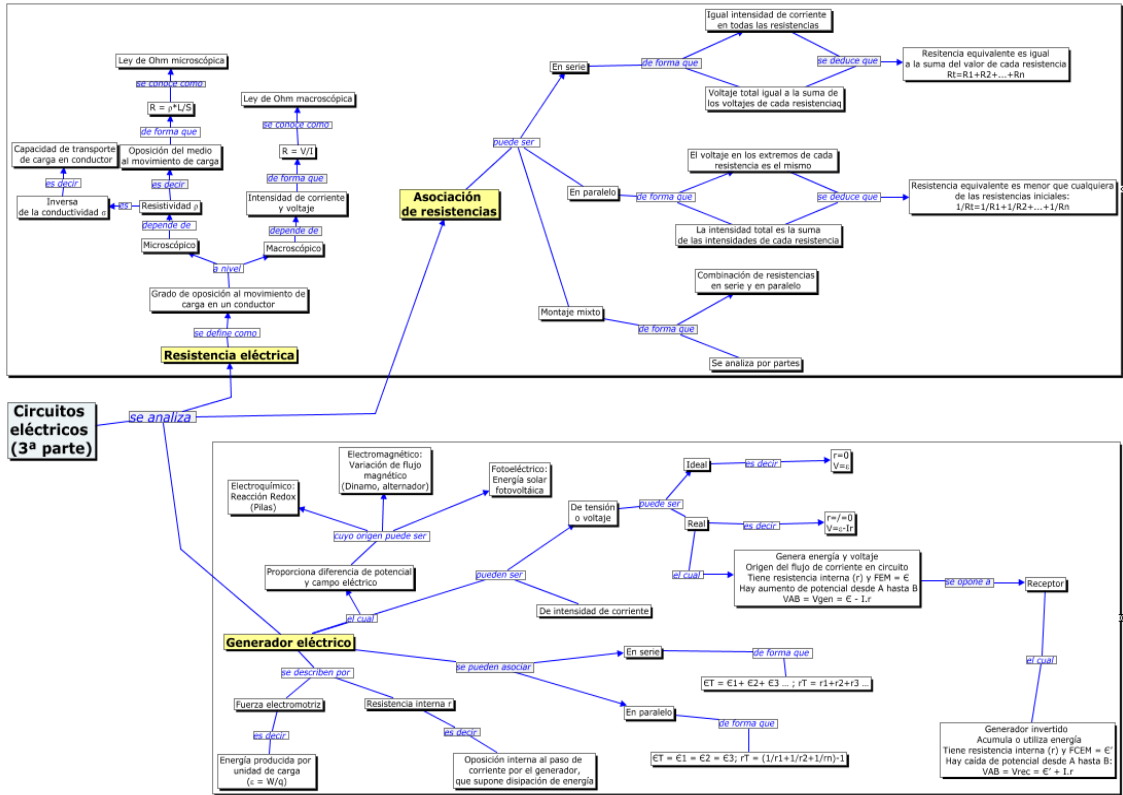 Igual intensidad de corriente
en todas las resistencias
Ley de Ohm microscópica
En serie
de forma que
se deduce que
Resitencia equivalente es igual
a la suma del valor de cada resistencia
Rt=R1+R2+...+Rn
se conoce como
Ley de Ohm macroscópica
Voltaje total igual a la suma de
los voltajes de cada resistenciaq
R = ρ*L/S
se conoce como
de forma que
puede ser
Capacidad de transporte
de carga en conductor
Oposición del medio
al movimiento de carga
R = V/I
El voltaje en los extremos de cada
resistencia es el mismo
es decir
es decir
de forma que
En paralelo
de forma que
se deduce que
Resistencia equivalente es menor que cualquiera
de las resistencias iniciales:
1/Rt=1/R1+1/R2+...+1/Rn
Asociación
de resistencias
Inversa
de la conductividad σ
es
Resistividad ρ
Intensidad de corriente
y voltaje
depende de
depende de
La intensidad total es la suma
de las intensidades de cada resistencia
Microscópico
Macroscópico
a nivel
Combinación de resistencias
en serie y en paralelo
Grado de oposición al movimiento de
carga en un conductor
Montaje mixto
de forma que
se define como
Resistencia eléctrica
Se analiza por partes
Circuitos
eléctricos
(3ª parte)
se analiza
Electromagnético:
Variación de flujo
magnético
(Dinamo, alternador)
Ideal
es decir
r=0
V=ε
Electroquímico:
Reacción Redox
(Pilas)
Fotoeléctrico:
Energía solar
fotovoltáica
De tensión
o voltaje
puede ser
Real
es decir
r=/=0
V=ε-Ir
cuyo origen puede ser
Proporciona diferencia de potencial
y campo eléctrico
pueden ser
el cual
Genera energía y voltaje
Origen del flujo de corriente en circuito
Tiene resistencia interna (r) y FEM = Є
Hay aumento de potencial desde A hasta B
VAB = Vgen = Є - I.r
se opone a
Receptor
el cual
De intensidad de corriente
Generador eléctrico
En serie
de forma que
el cual
se describen por
se pueden asociar
ЄT = Є1+ Є2+ Є3 ... ; rT = r1+r2+r3 ...
Fuerza electromotriz
Resistencia interna r
En paralelo
de forma que
es decir
es decir
Energía producida por
unidad de carga
(ε = W/q)
Oposición interna al paso de
corriente por el generador,
que supone disipación de energía
ЄT = Є1 = Є2 = Є3; rT = (1/r1+1/r2+1/rn)-1
Generador invertido
Acumula o utiliza energía
Tiene resistencia interna (r) y FCEM = Є'
Hay caída de potencial desde A hasta B:
VAB = Vrec = Є' + I.r